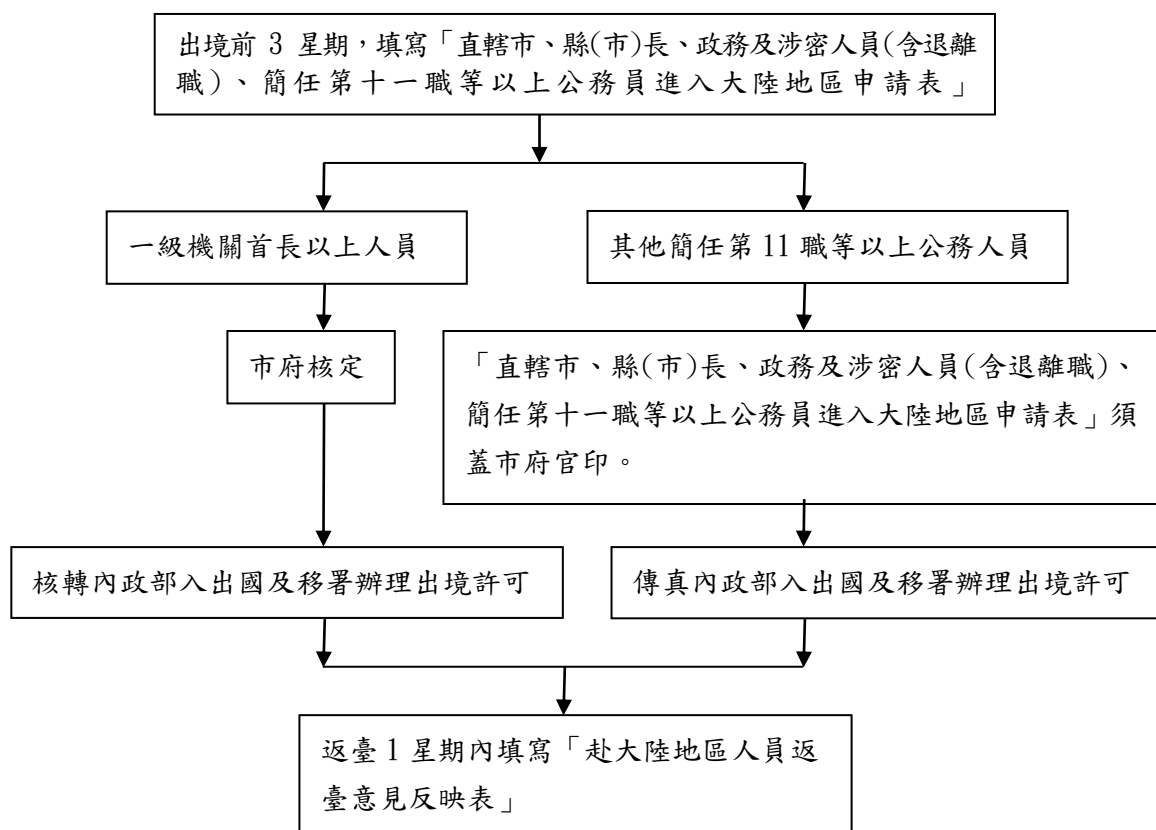 出境前 3 星期，填寫「直轄市、縣(市)長、政務及涉密人員(含退離
職)、簡任第十一職等以上公務員進入大陸地區申請表」
一級機關首長以上人員
其他簡任第 11 職等以上公務人員
市府核定
「直轄市、縣(市)長、政務及涉密人員(含退離職)、
簡任第十一職等以上公務員進入大陸地區申請表」須
蓋市府官印。
核轉內政部入出國及移署辦理出境許可
傳真內政部入出國及移署辦理出境許可
返臺 1 星期內填寫「赴大陸地區人員返
臺意見反映表」